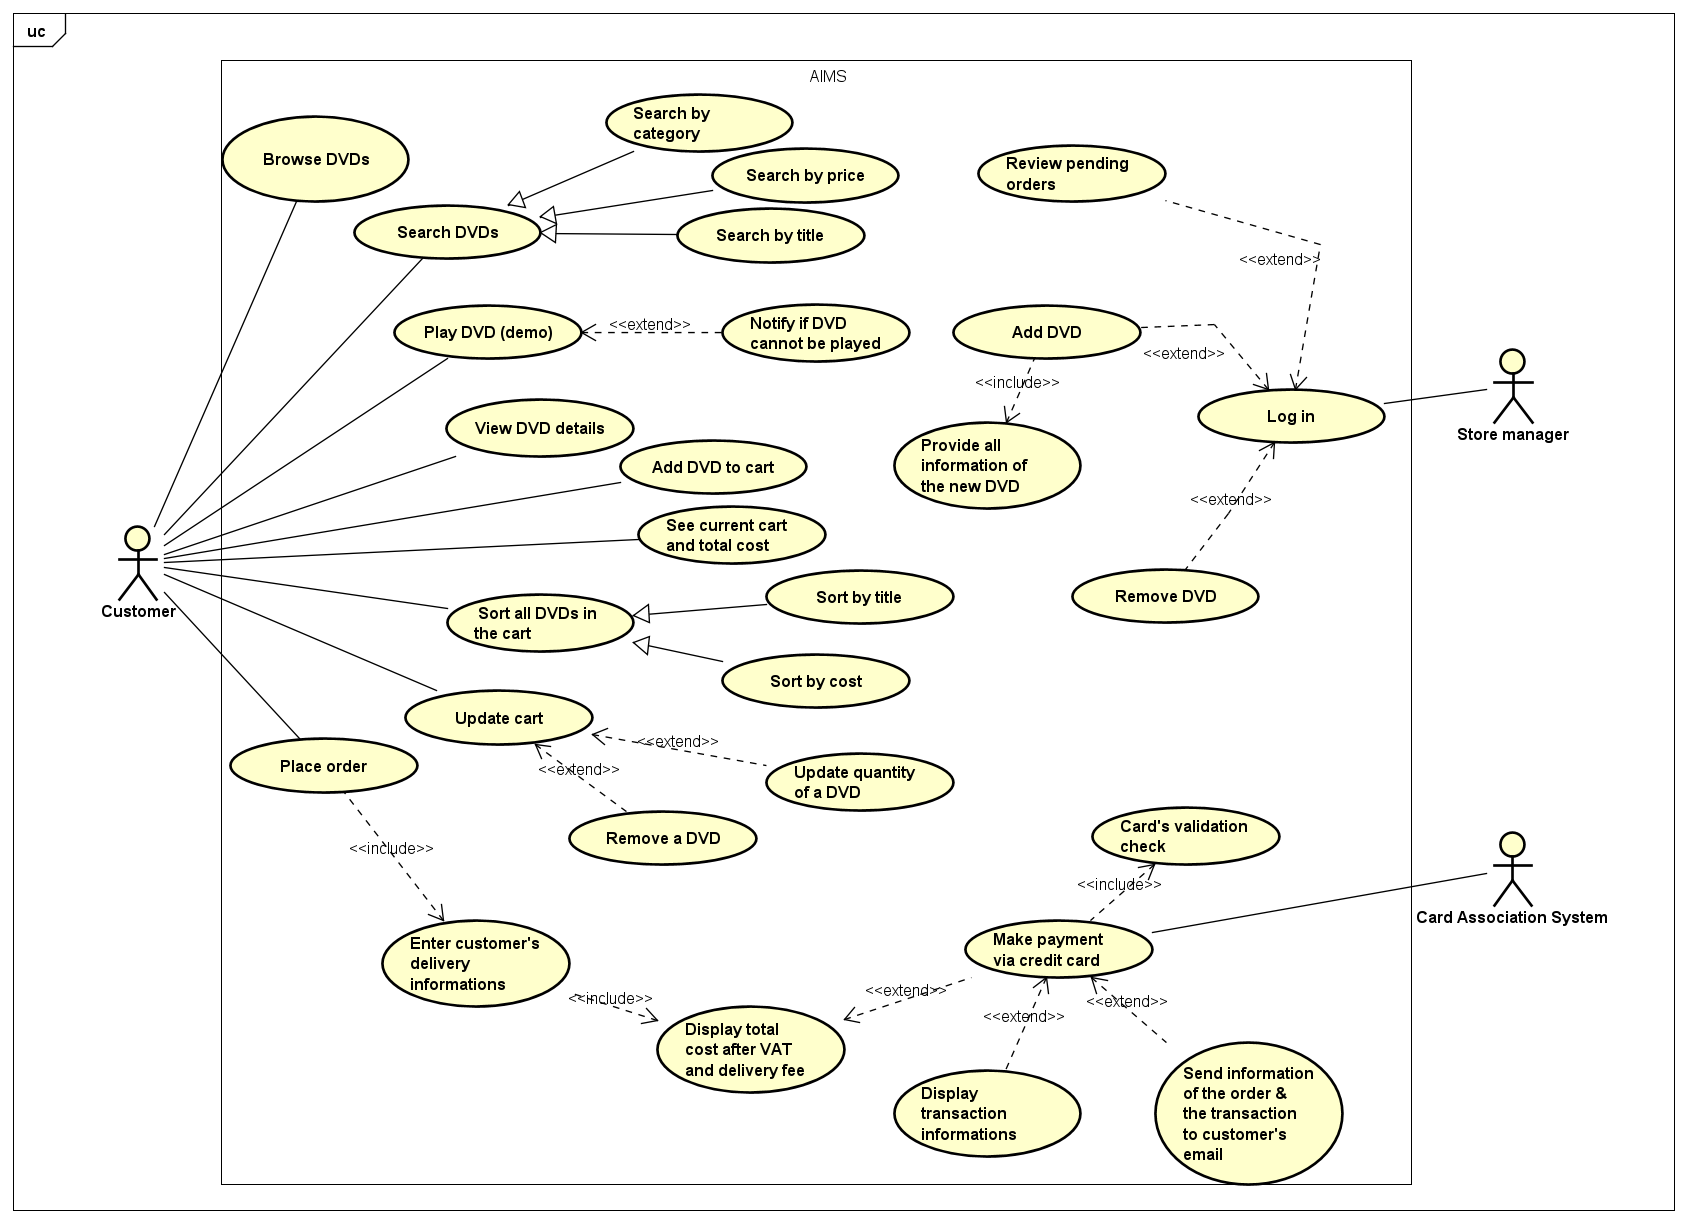 uc
AIMS
Search by
category
Browse DVDs
Search by price
Review pending
orders
Search DVDs
Search by title
<<extend>>
Play DVD (demo)
<<extend>>
Notify if DVD
cannot be played
Add DVD
<<extend>>
<<include>>
Log in
Store manager
View DVD details
Add DVD to cart
Provide all
information of
the new DVD
<<extend>>
See current cart
and total cost
Customer
Sort all DVDs in
the cart
Sort by title
Remove DVD
Sort by cost
Update cart
<<extend>>
<<extend>>
Place order
Update quantity
of a DVD
Remove a DVD
<<include>>
Card's validation
check
<<include>>
Card Association System
Enter customer's
delivery
informations
Make payment
via credit card
<<include>>
<<extend>>
<<extend>>
<<extend>>
Display total
cost after VAT
and delivery fee
Display
transaction
informations
Send information
of the order &
the transaction
to customer's
email